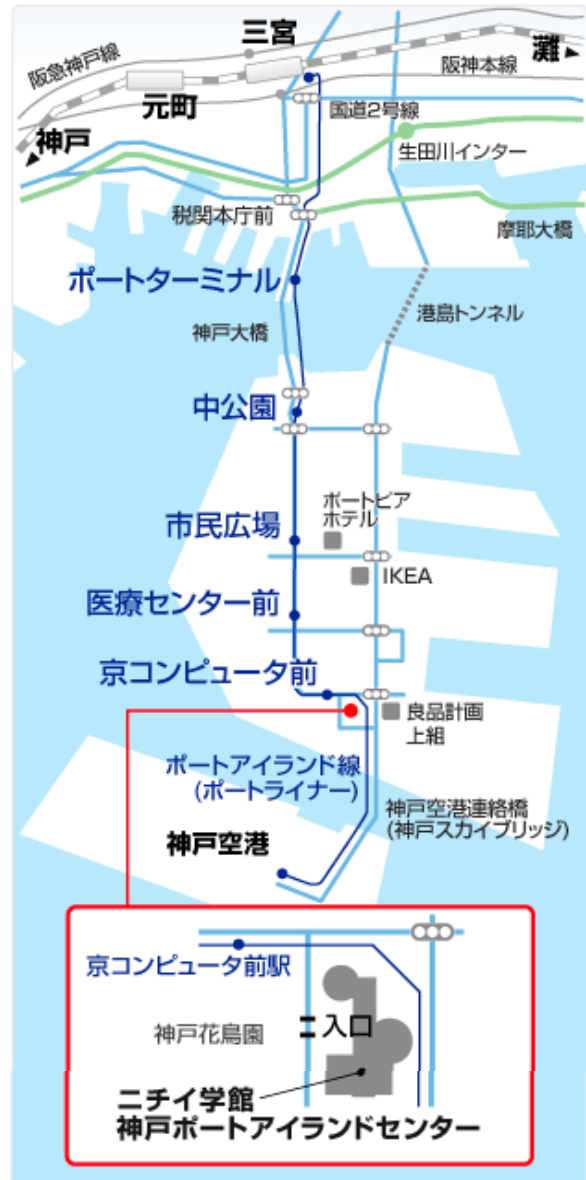 三宮
灘
阪急神戸線
阪神本線
元町
国道2号線
神戸
生田川インター
税関本庁前
摩耶大橋
ポートターミナル
港島トンネル
神戸大橋
中公園
ポートピア
ホテル
市民広場
IKEA
医療センター前
京コンピュータ前
良品計画
上組
ポートアイランド線
(ポートライナー)
神戸空港連絡橋
(神戸スカイブリッジ)
神戸空港
京コンピュータ前駅
神戸花鳥園
入口
ニチイ学館
神戸ポートアイランドセンター